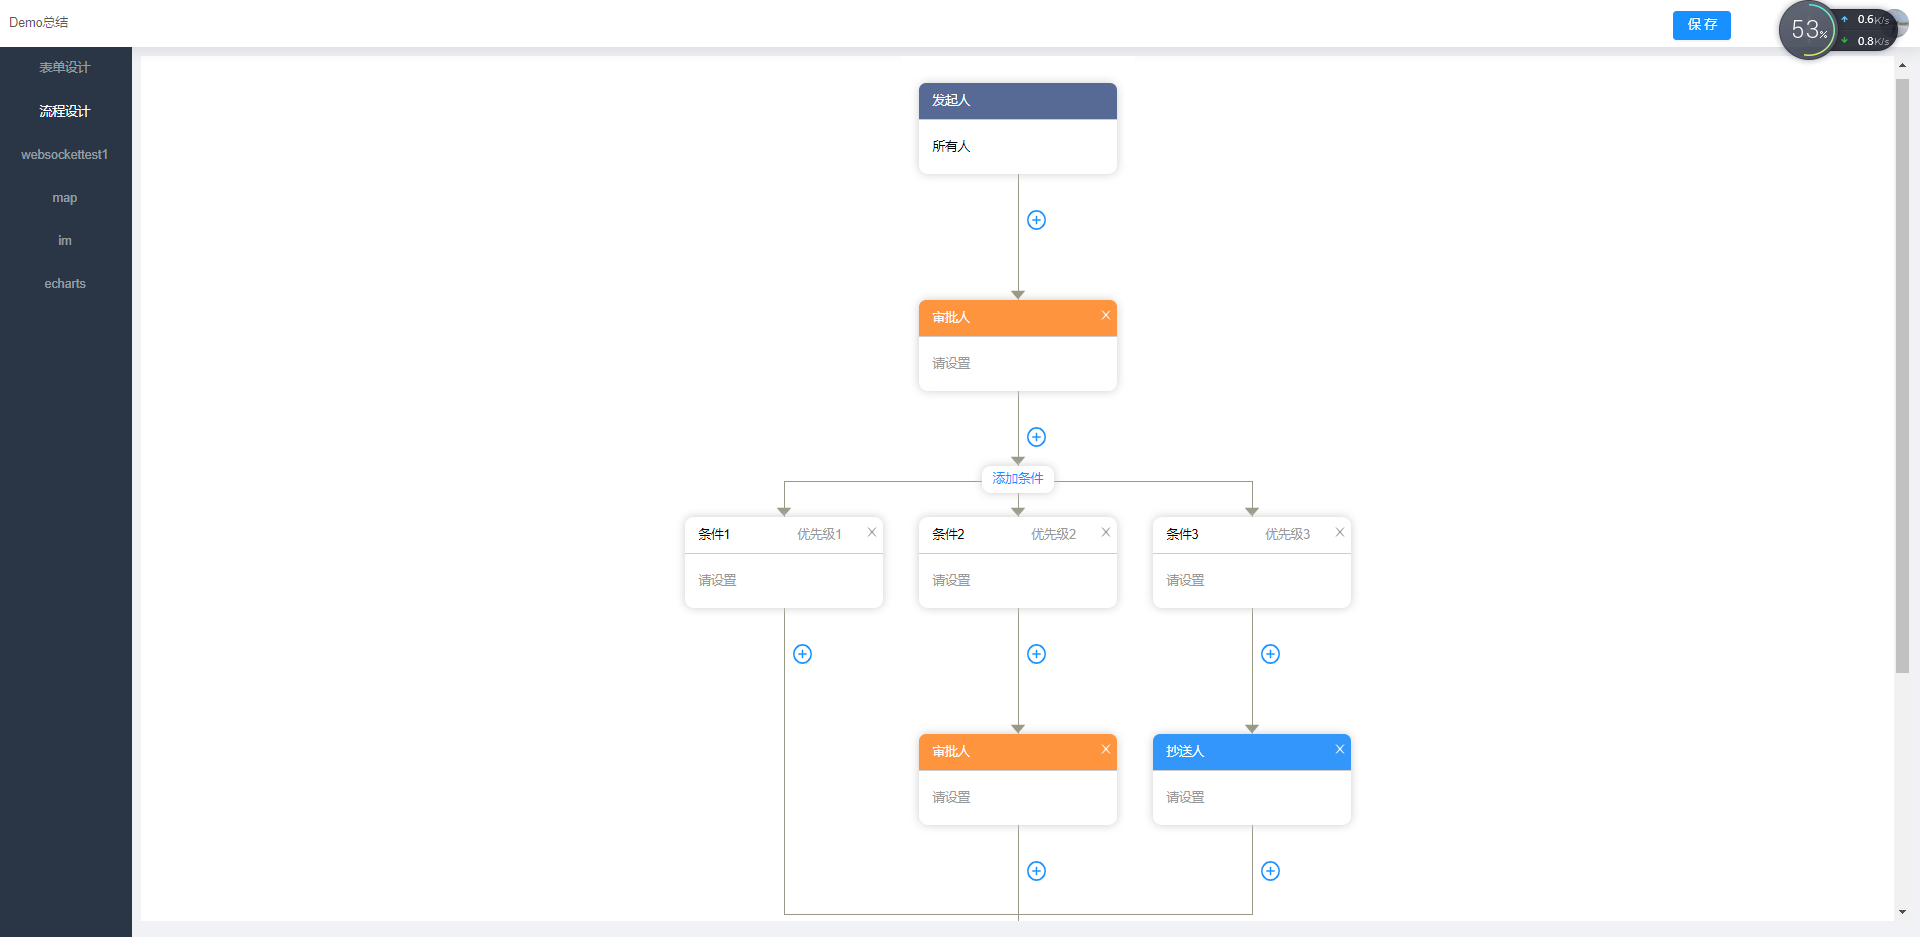 Demo总结
保 存
53%
0.6K/s
0.8K/s
表单设计
流程设计
websockettest1
map
im
echarts
发起人
所有人
审批人
请设置
添加条件
条件1 优先级1
请设置
条件2 优先级2
请设置
条件3 优先级3
请设置
审批人
请设置
抄送人
请设置